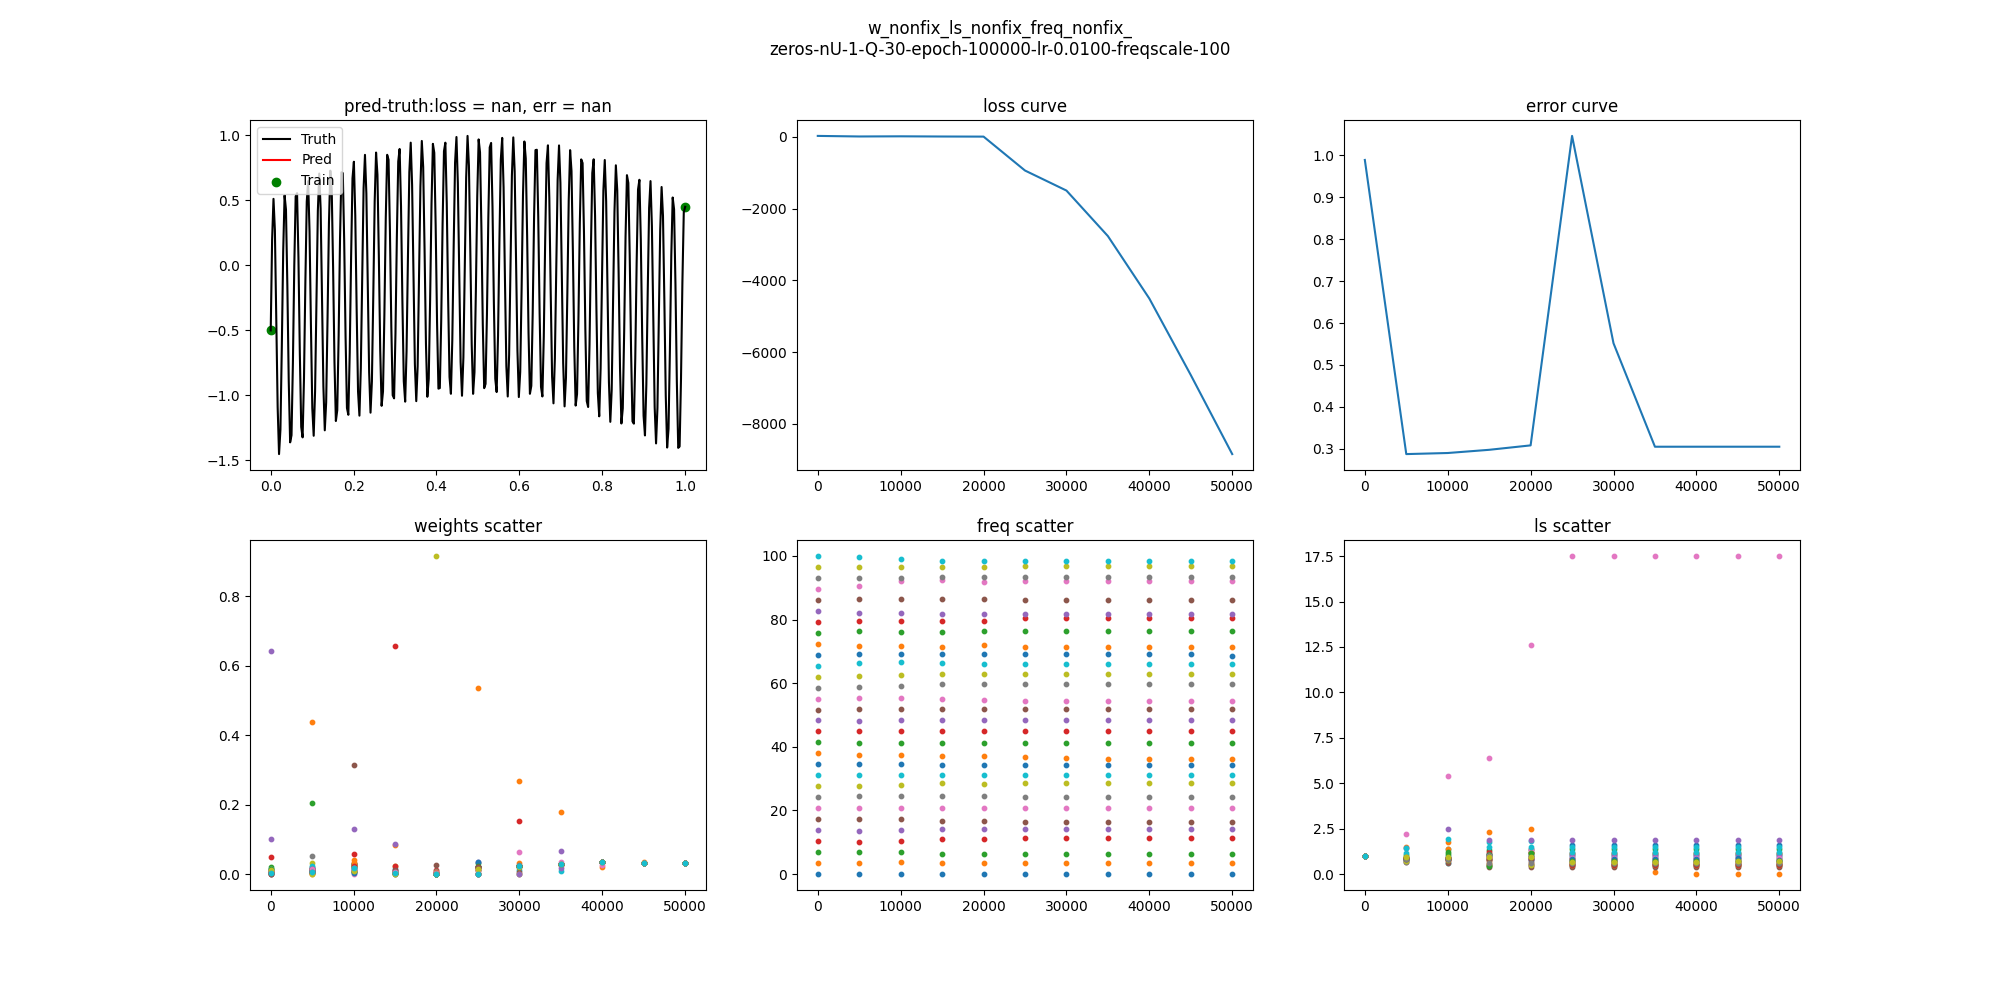 w_nonfix_ls_nonfix_freq_nonfix_
zeros-nU-1-Q-30-epoch-100000-lr-0.0100-freqscale-100
pred-truth:loss = nan, err = nan
1.0
0.5
0.0
−0.5
−1.0
−1.5
Truth
Pred
Train
0.0 0.2 0.4 0.6 0.8 1.0
loss curve
0
−2000
−4000
−6000
−8000
0 10000 20000 30000 40000 50000
error curve
1.0
0.9
0.8
0.7
0.6
0.5
0.4
0.3
0 10000 20000 30000 40000 50000
weights scatter
0.8
0.6
0.4
0.2
0.0
0 10000 20000 30000 40000 50000
freq scatter
100
80
60
40
20
0
0 10000 20000 30000 40000 50000
ls scatter
17.5
15.0
12.5
10.0
7.5
5.0
2.5
0.0
0 10000 20000 30000 40000 50000